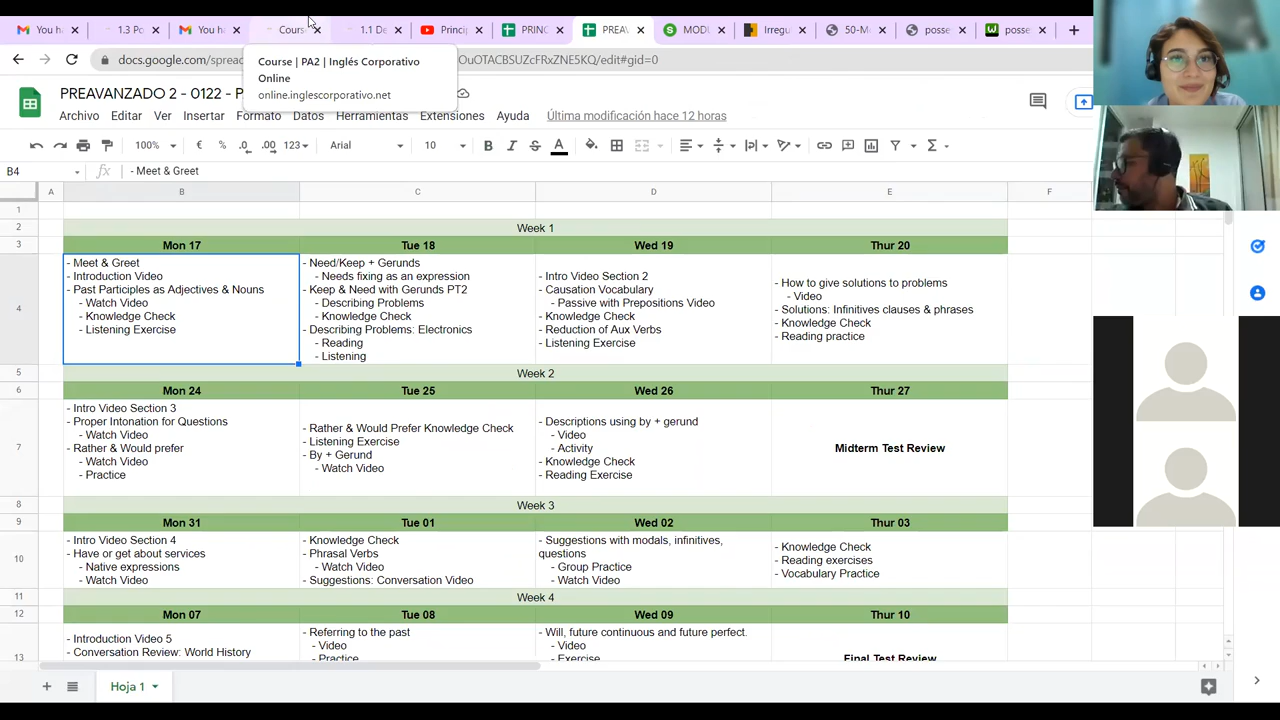 You ha
1.3 Po
You ha
Cours
1.1 De
Princip
PRINC
PREAV
MODU
Irregu
50-M
posse
posse
docs.google.com/spread
OuOTACBSUZcFRxZNE5KQ/edit#gid=0
Course | PA2 | Inglés Corporativo
Online
online.inglescorporativo.net
PREAVANZADO 2 - 0122 - P
Archivo Editar Ver Insertar Formato Datos Herramientas Extensiones Ayuda Última modificación hace 12 horas
100% € % .0 .00 123 Arial 10 B I S A
B4 fx - Meet & Greet
A B C D E F
1
2 Week 1
3 Mon 17 Tue 18 Wed 19 Thur 20
4
- Meet & Greet
- Introduction Video
- Past Participles as Adjectives & Nouns
- Watch Video
- Knowledge Check
- Listening Exercise
- Need/Keep + Gerunds
- Needs fixing as an expression
- Keep & Need with Gerunds PT2
- Describing Problems
- Knowledge Check
- Describing Problems: Electronics
- Reading
- Listening
- Intro Video Section 2
- Causation Vocabulary
- Passive with Prepositions Video
- Knowledge Check
- Reduction of Aux Verbs
- Listening Exercise
- How to give solutions to problems
- Video
- Solutions: Infinitives clauses & phrases
- Knowledge Check
- Reading practice
5 Week 2
6 Mon 24 Tue 25 Wed 26 Thur 27
7
- Intro Video Section 3
- Proper Intonation for Questions
- Watch Video
- Rather & Would prefer
- Watch Video
- Practice
- Rather & Would Prefer Knowledge Check
- Listening Exercise
- By + Gerund
- Watch Video
- Descriptions using by + gerund
- Video
- Activity
- Knowledge Check
- Reading Exercise
Midterm Test Review
8 Week 3
9 Mon 31 Tue 01 Wed 02 Thur 03
10
- Intro Video Section 4
- Have or get about services
- Native expressions
- Watch Video
- Knowledge Check
- Phrasal Verbs
- Watch Video
- Suggestions: Conversation Video
- Suggestions with modals, infinitives,
questions
- Group Practice
- Watch Video
- Knowledge Check
- Reading exercises
- Vocabulary Practice
11 Week 4
12 Mon 07 Tue 08 Wed 09 Thur 10
13
- Introduction Video 5
- Conversation Review: World History
- Referring to the past
- Video
- Practice
- Will, future continuous and future perfect.
- Video
- Exercise
Final Test Review
Hoja 1